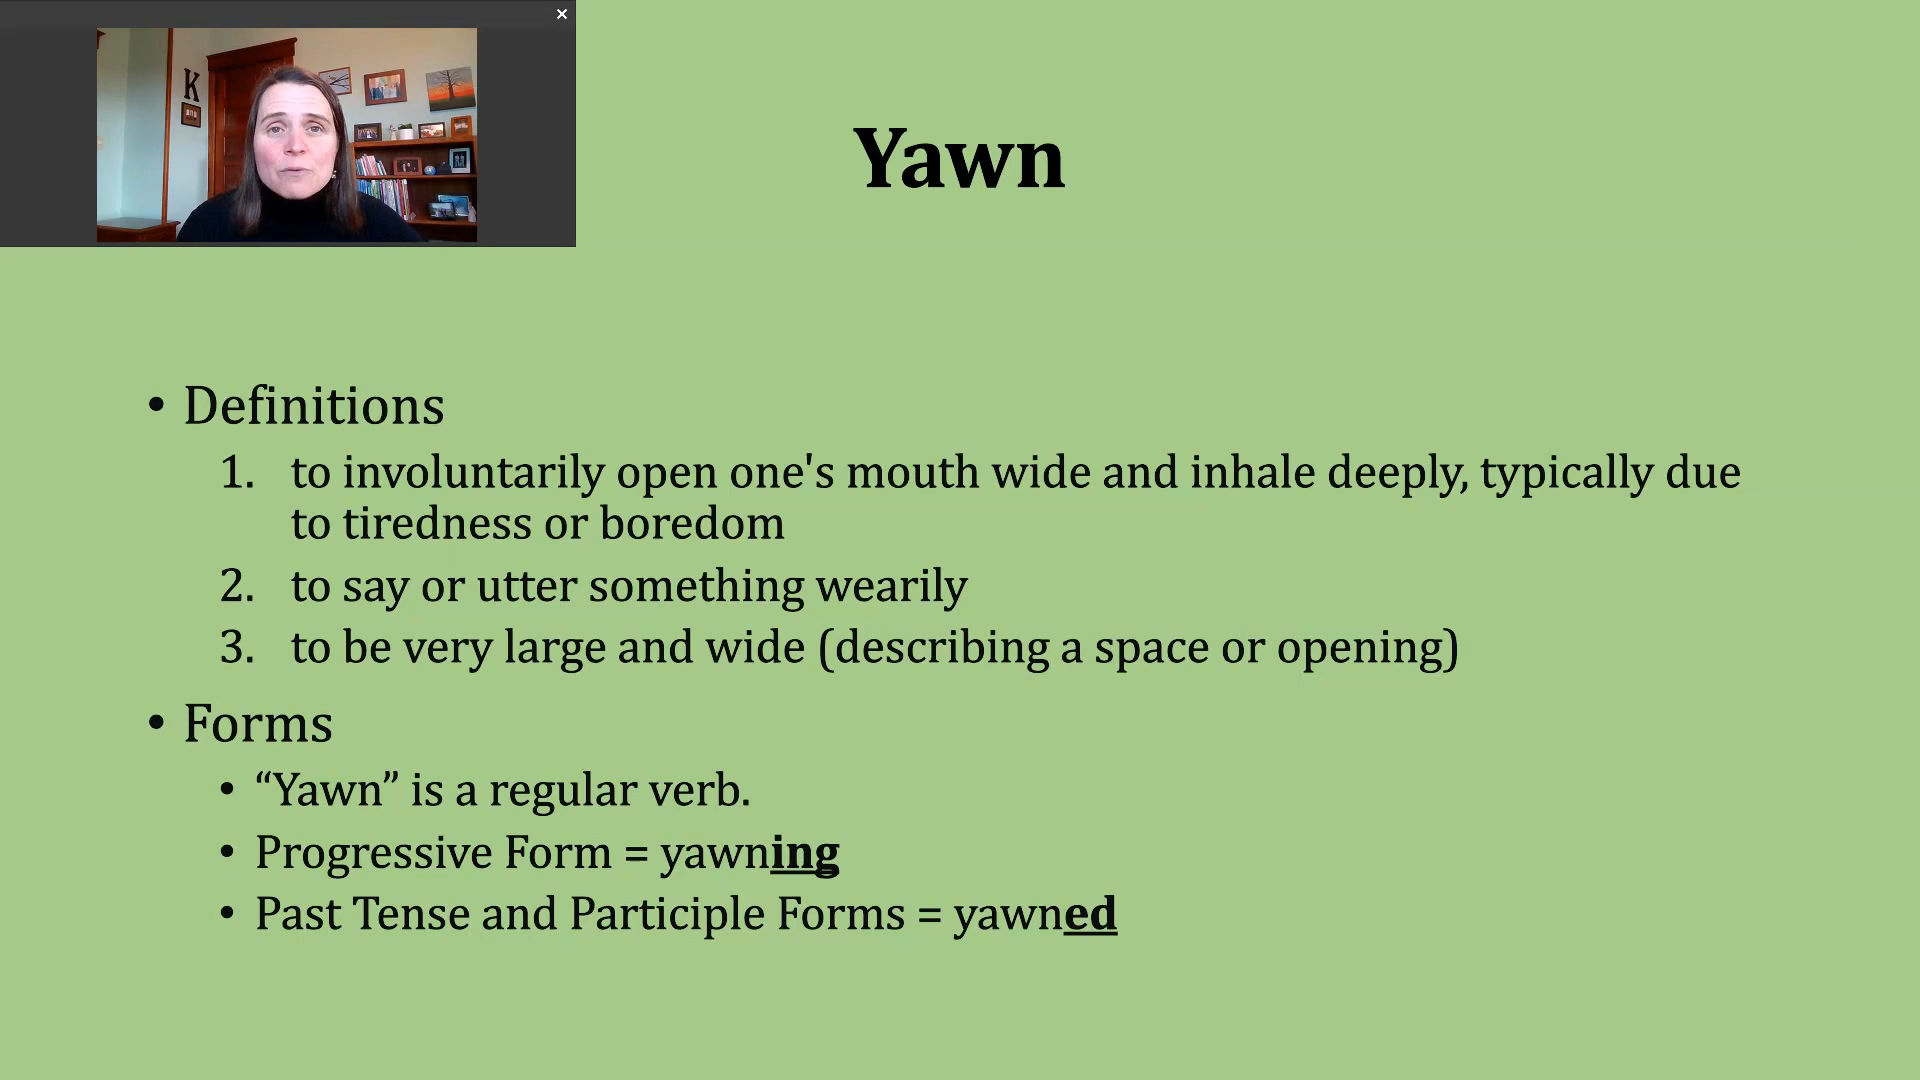 K
Yawn
• Definitions
1. to involuntarily open one's mouth wide and inhale deeply, typically due
to tiredness or boredom
2. to say or utter something wearily
3. to be very large and wide (describing a space or opening)
• Forms
• “Yawn” is a regular verb.
• Progressive Form = yawning
• Past Tense and Participle Forms = yawned